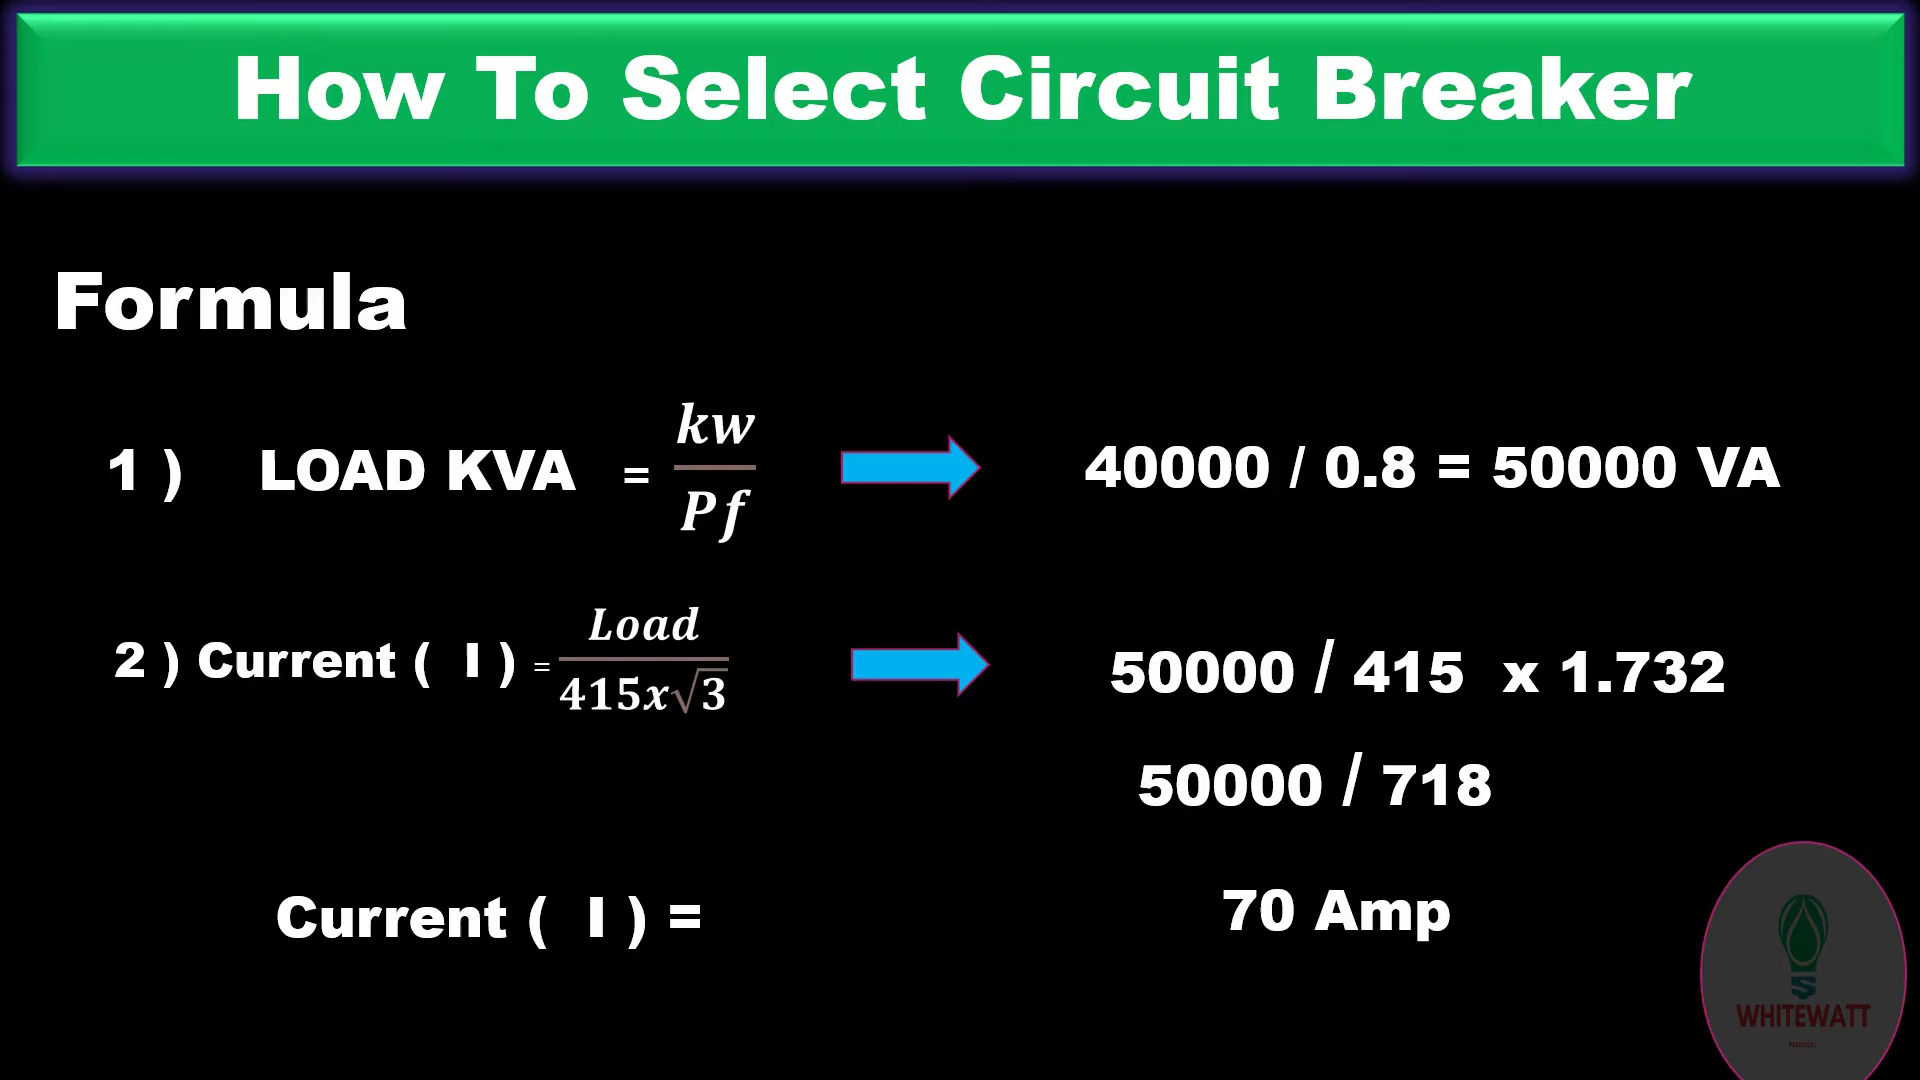 How To Select Circuit Breaker
Formula
1 ) LOAD KVA = kw / Pf
40000 / 0.8 = 50000 VA
2 ) Current ( I ) = Load / 415x√3
50000 / 415 x 1.732
50000 / 718
Current ( I ) =
70 Amp
WHITEWATT
PRACTICAL